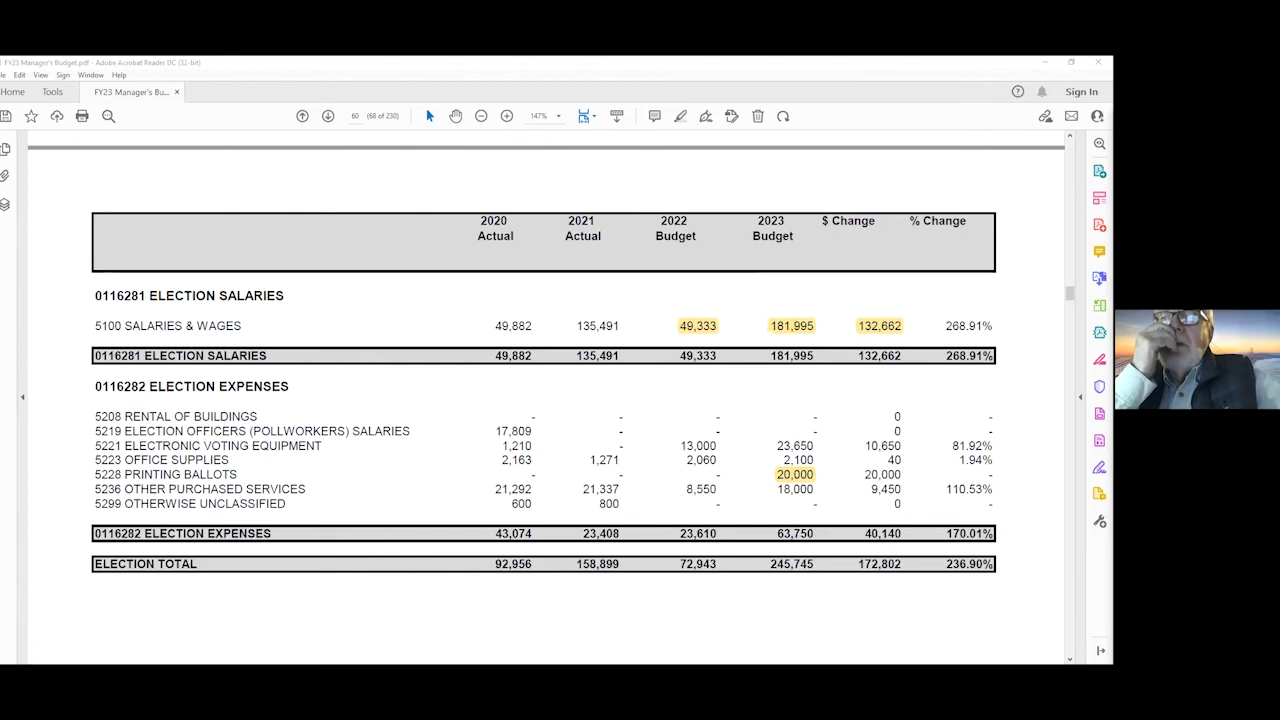 FY23 Manager's Budget.pdf - Adobe Acrobat Reader DC (32-bit)
le Edit View Sign Window Help
Home Tools FY23 Manager's Bu... × Sign In
60 (68 of 230) 147%
2020 2021 2022 2023 $ Change % Change
Actual Actual Budget Budget
0116281 ELECTION SALARIES
5100 SALARIES & WAGES 49,882 135,491 49,333 181,995 132,662 268.91%
0116281 ELECTION SALARIES 49,882 135,491 49,333 181,995 132,662 268.91%
0116282 ELECTION EXPENSES
5208 RENTAL OF BUILDINGS - - - - 0 -
5219 ELECTION OFFICERS (POLLWORKERS) SALARIES 17,809 - - - 0 -
5221 ELECTRONIC VOTING EQUIPMENT 1,210 - 13,000 23,650 10,650 81.92%
5223 OFFICE SUPPLIES 2,163 1,271 2,060 2,100 40 1.94%
5228 PRINTING BALLOTS - - - 20,000 20,000 -
5236 OTHER PURCHASED SERVICES 21,292 21,337 8,550 18,000 9,450 110.53%
5299 OTHERWISE UNCLASSIFIED 600 800 - - 0 -
0116282 ELECTION EXPENSES 43,074 23,408 23,610 63,750 40,140 170.01%
ELECTION TOTAL 92,956 158,899 72,943 245,745 172,802 236.90%